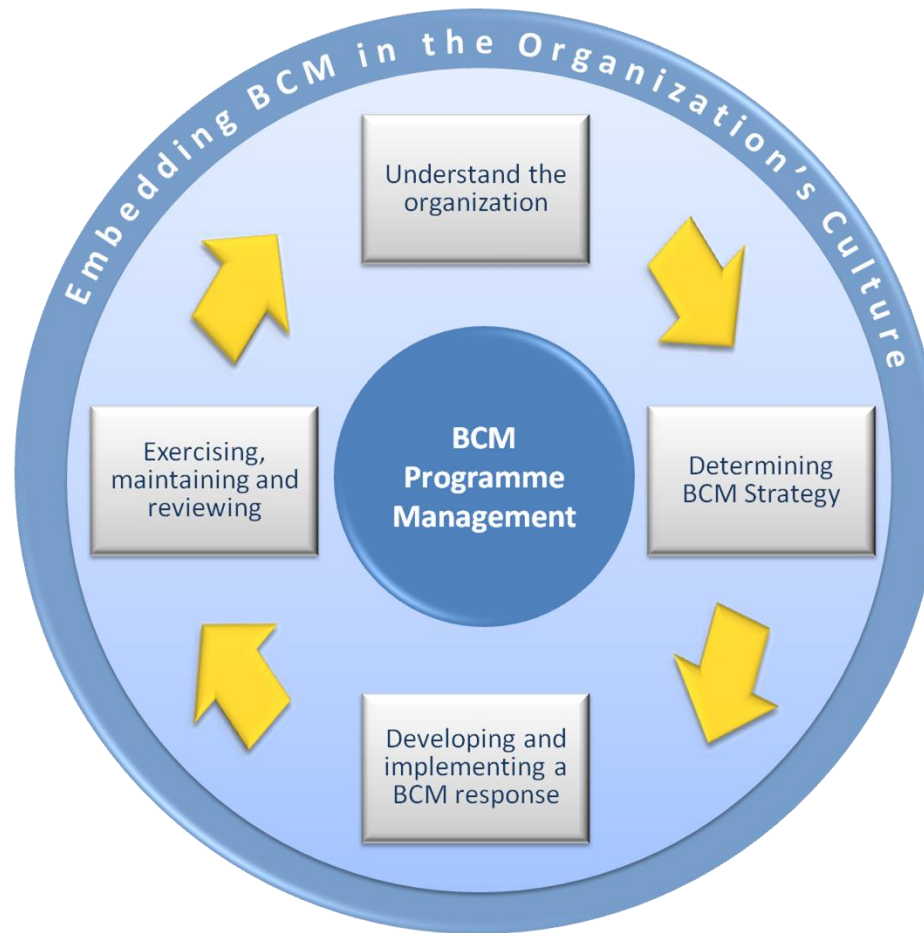 Embedding BCM in the Organization’s Culture
Understand the
organization
Exercising,
maintaining and
reviewing
BCM
Programme
Management
Determining
BCM Strategy
Developing and
implementing a
BCM response